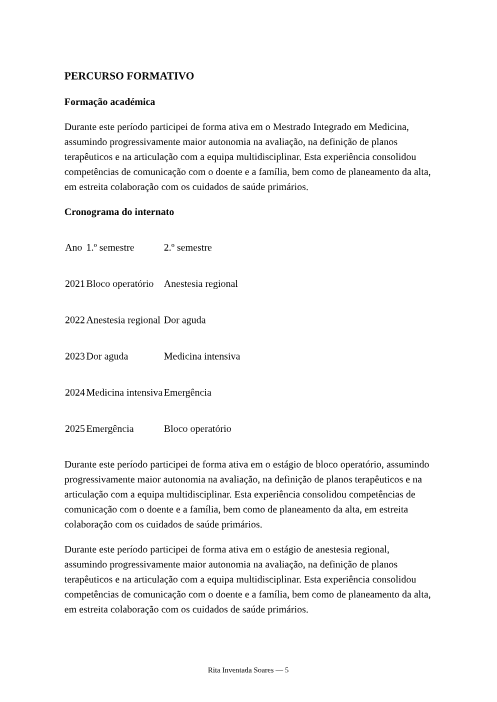 PERCURSO FORMATIVO
Formação académica
Durante este período participei de forma ativa em o Mestrado Integrado em Medicina,
assumindo progressivamente maior autonomia na avaliação, na definição de planos
terapêuticos e na articulação com a equipa multidisciplinar. Esta experiência consolidou
competências de comunicação com o doente e a família, bem como de planeamento da alta,
em estreita colaboração com os cuidados de saúde primários.
Cronograma do internato
Ano 1.º semestre 2.º semestre
2021 Bloco operatório Anestesia regional
2022 Anestesia regional Dor aguda
2023 Dor aguda Medicina intensiva
2024 Medicina intensiva Emergência
2025 Emergência Bloco operatório
Durante este período participei de forma ativa em o estágio de bloco operatório, assumindo
progressivamente maior autonomia na avaliação, na definição de planos terapêuticos e na
articulação com a equipa multidisciplinar. Esta experiência consolidou competências de
comunicação com o doente e a família, bem como de planeamento da alta, em estreita
colaboração com os cuidados de saúde primários.
Durante este período participei de forma ativa em o estágio de anestesia regional,
assumindo progressivamente maior autonomia na avaliação, na definição de planos
terapêuticos e na articulação com a equipa multidisciplinar. Esta experiência consolidou
competências de comunicação com o doente e a família, bem como de planeamento da alta,
em estreita colaboração com os cuidados de saúde primários.
Rita Inventada Soares — 5